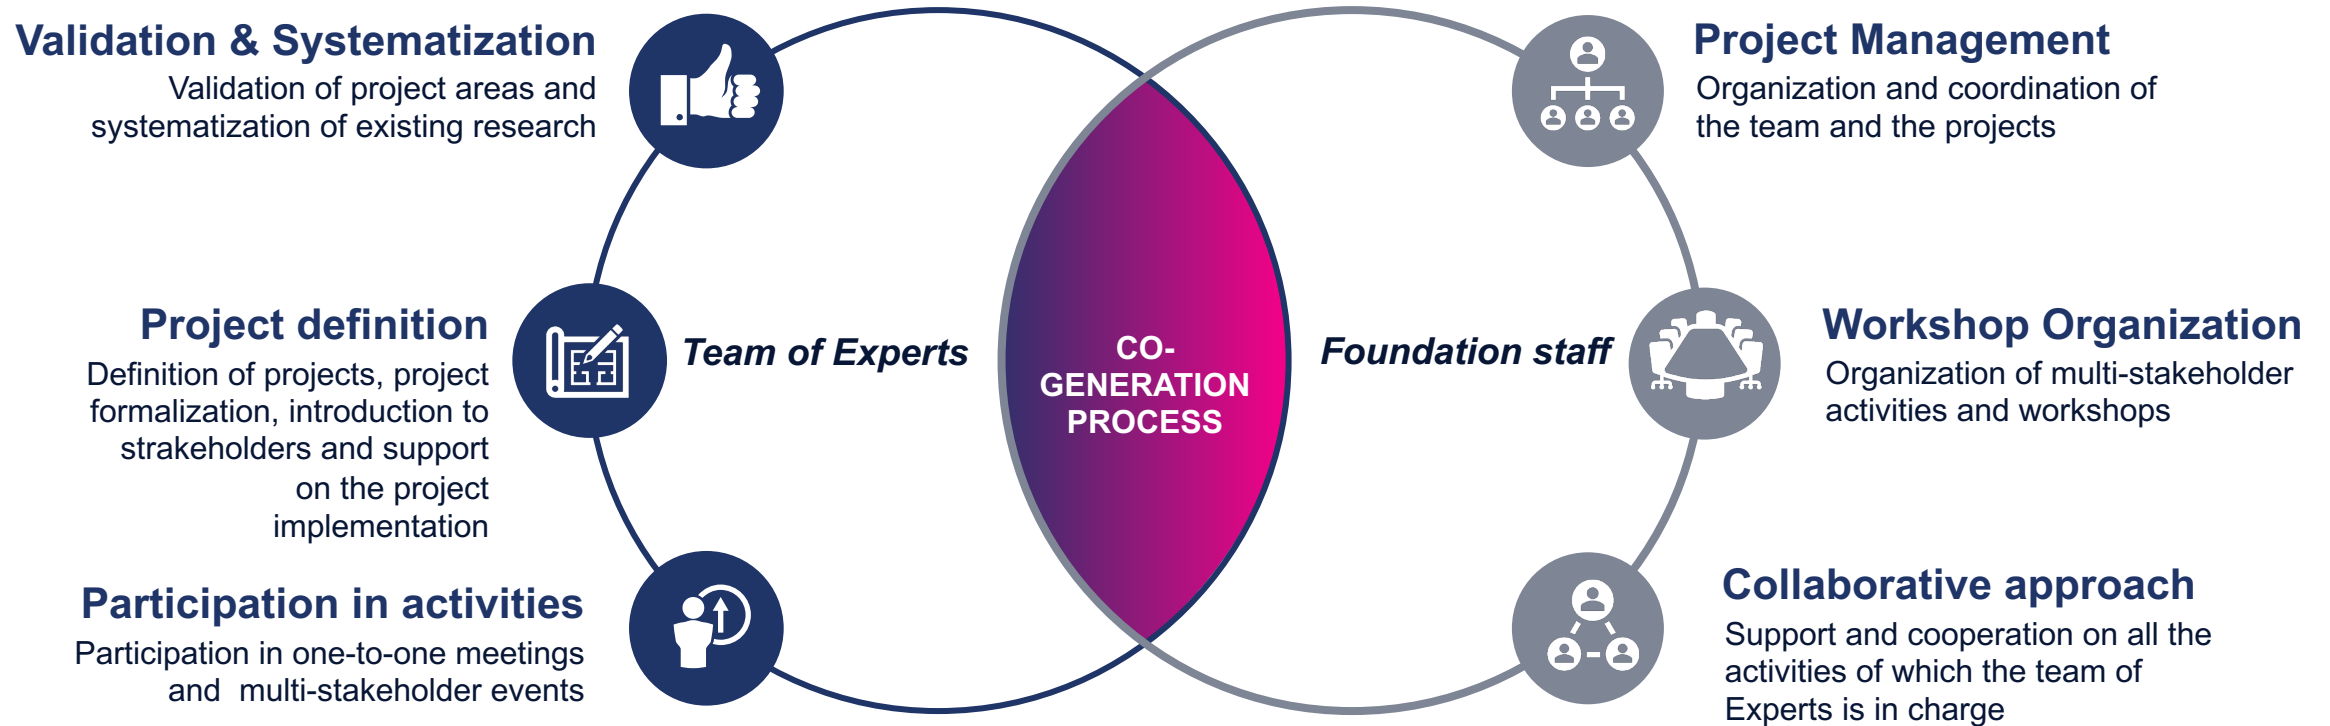 Validation & Systematization
Validation of project areas and
systematization of existing research
Project definition
Definition of projects, project
formalization, introduction to
strakeholders and support
on the project
implementation
Participation in activities
Participation in one-to-one meetings
and  multi-stakeholder events
Team of Experts
CO-
GENERATION
PROCESS
Foundation staff
Project Management
Organization and coordination of
the team and the projects
Workshop Organization
Organization of multi-stakeholder
activities and workshops
Collaborative approach
Support and cooperation on all the
activities of which the team of
Experts is in charge